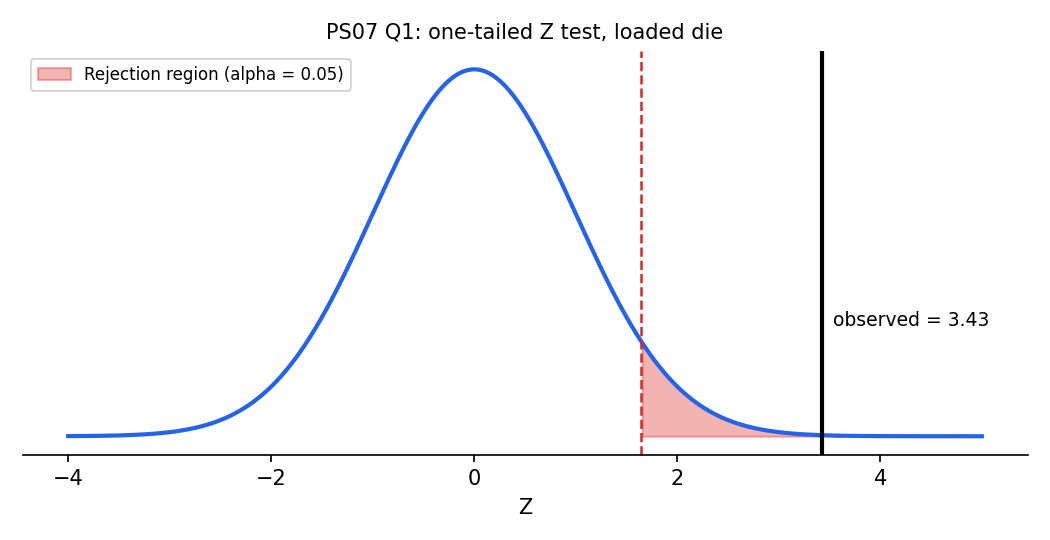 PS07 Q1: one-tailed Z test, loaded die
Rejection region (alpha = 0.05)
observed = 3.43
−4 −2 0 2 4
Z